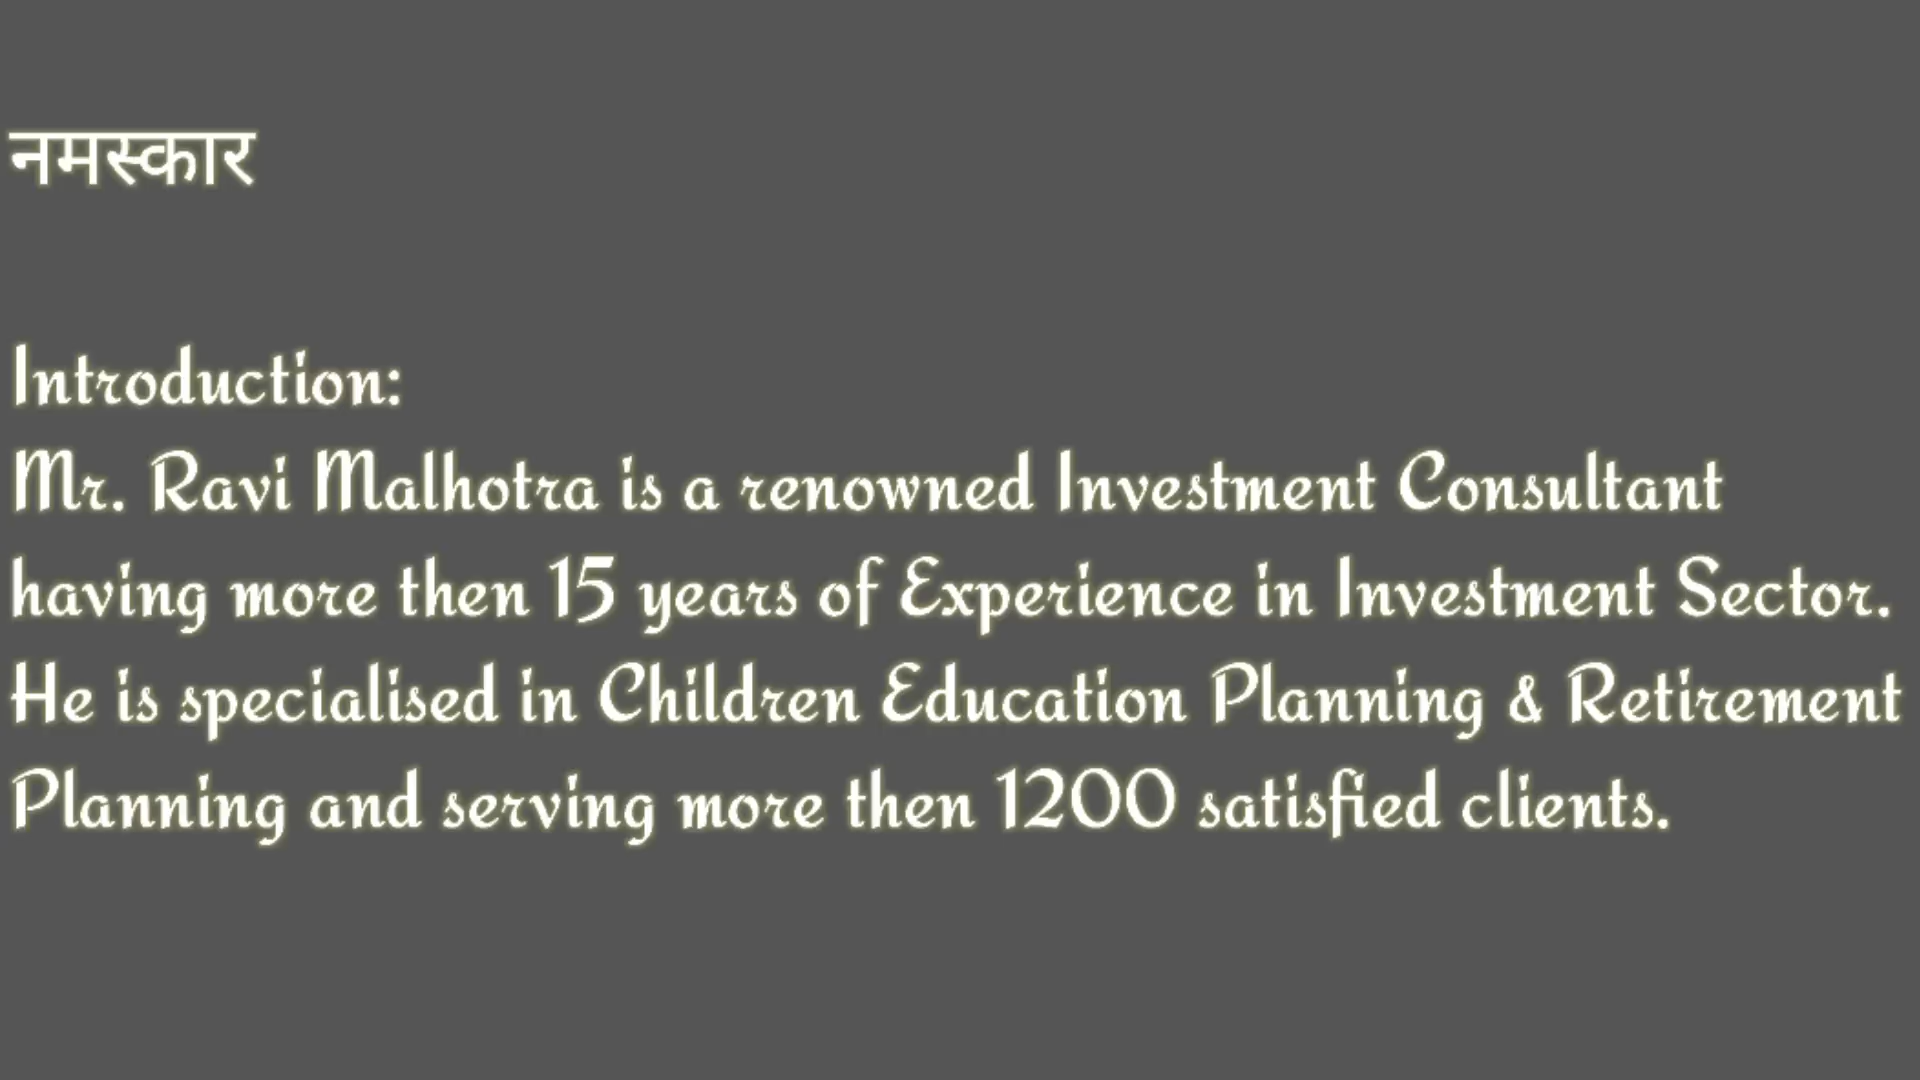 नमस्कार
Introduction:
Mr. Ravi Malhotra is a renowned Investment Consultant
having more then 15 years of Experience in Investment Sector.
He is specialised in Children Education Planning & Retirement
Planning and serving more then 1200 satisfied clients.